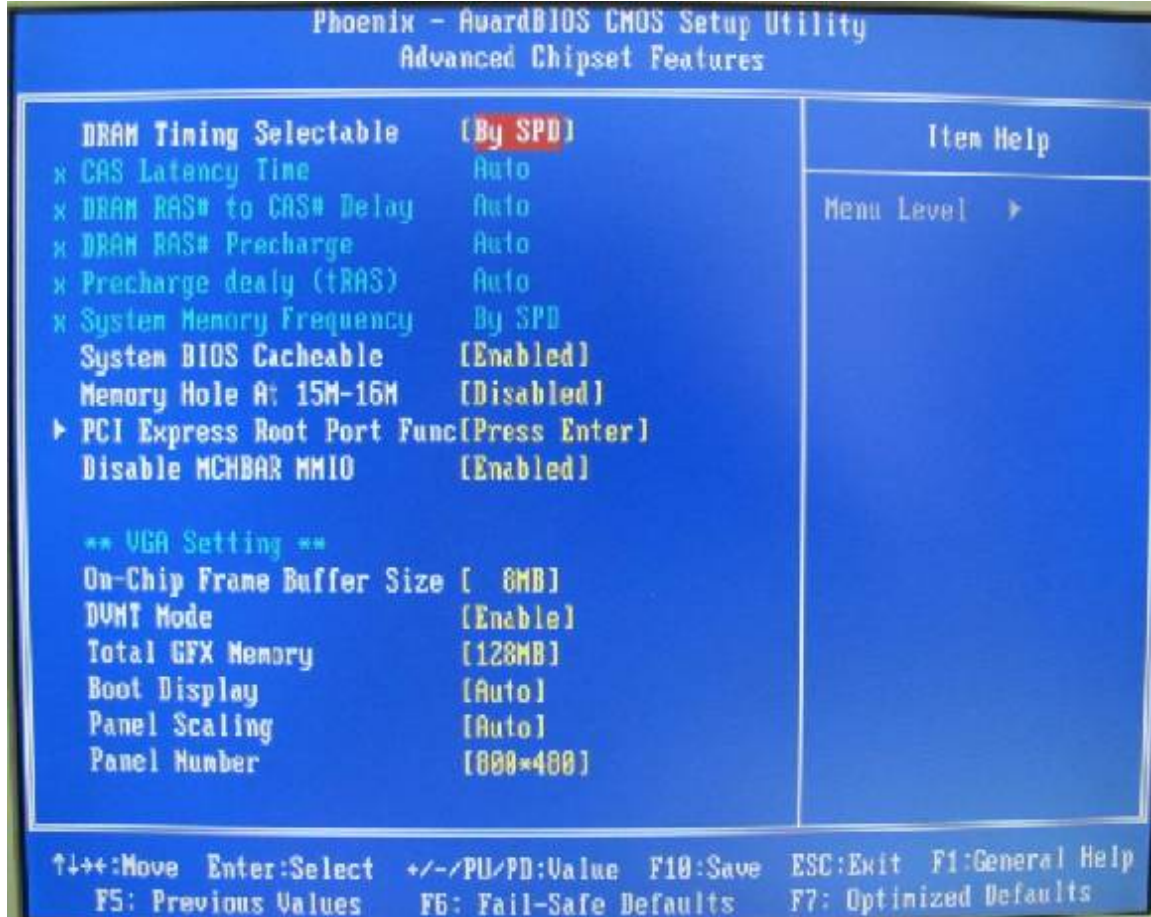 Phoenix - AwardBIOS CMOS Setup Utility
Advanced Chipset Features
DRAM Timing Selectable [By SPD]
x CAS Latency Time Auto
x DRAM RAS# to CAS# Delay Auto
x DRAM RAS# Precharge Auto
x Precharge dealy (tRAS) Auto
x System Memory Frequency By SPD
System BIOS Cacheable [Enabled]
Memory Hole At 15M-16M [Disabled]
▶ PCI Express Root Port Func[Press Enter]
Disable MCHBAR MMIO [Enabled]
** VGA Setting **
On-Chip Frame Buffer Size [ 8MB]
DVMT Mode [Enable]
Total GFX Memory [128MB]
Boot Display [Auto]
Panel Scaling [Auto]
Panel Number [800*480]
Item Help
Menu Level ▶
↑↓→←:Move Enter:Select +/-/PU/PD:Value F10:Save ESC:Exit F1:General Help
F5: Previous Values F6: Fail-Safe Defaults F7: Optimized Defaults